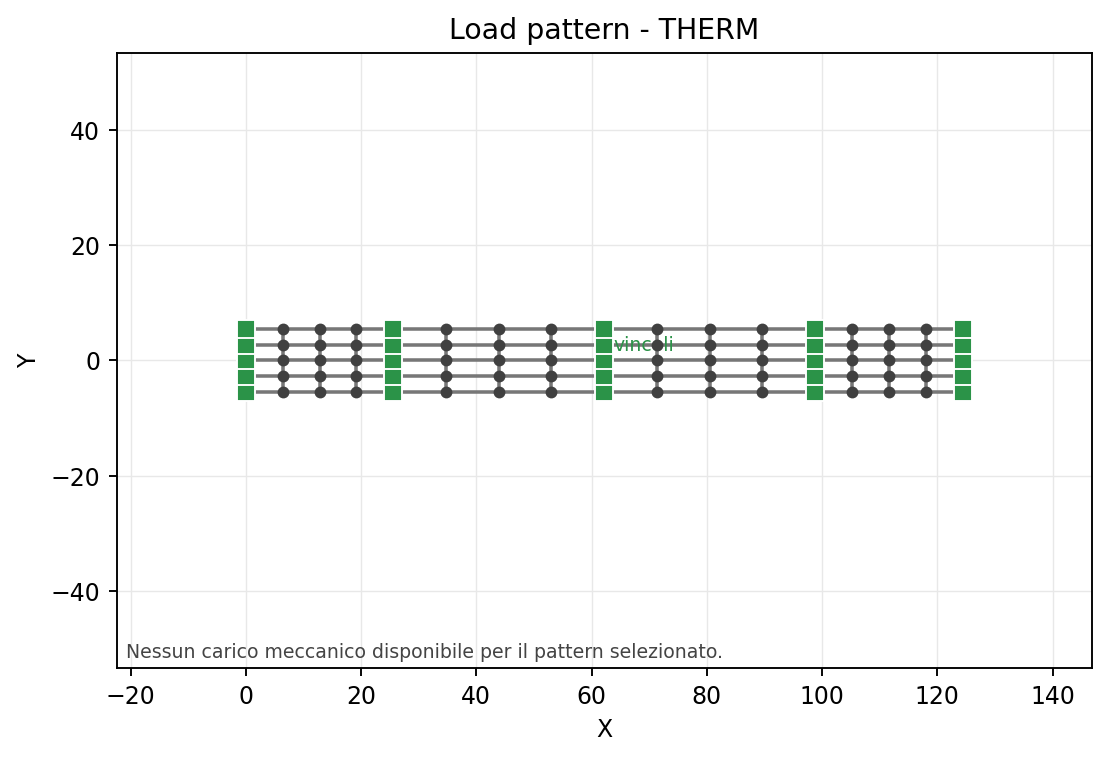 Load pattern - THERM
Y
40
20
0
−20
−40
vincoli
Nessun carico meccanico disponibile per il pattern selezionato.
−20 0 20 40 60 80 100 120 140
X